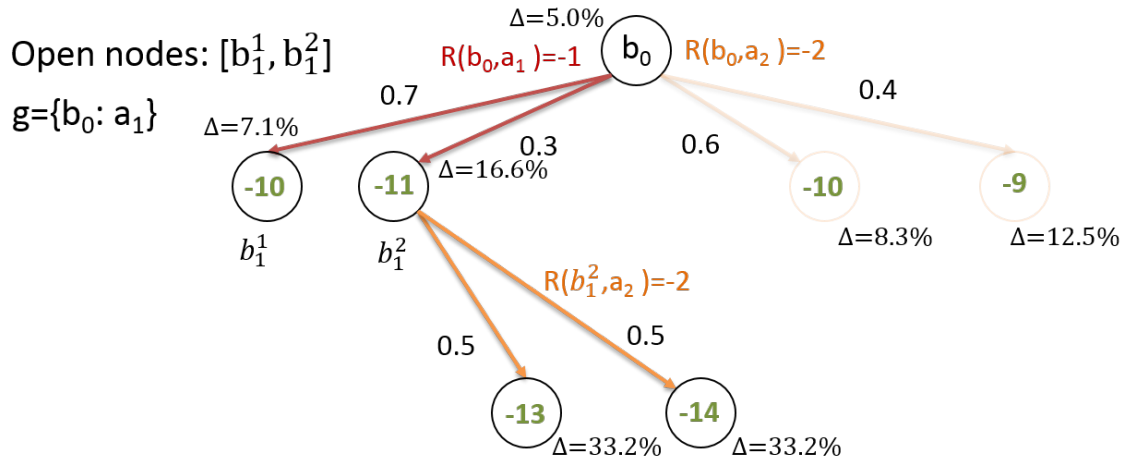 Δ=5.0%
Open nodes: [b₁¹, b₁²]
R(b₀,a₁ )=-1
b₀
R(b₀,a₂ )=-2
g={b₀: a₁}
0.7
0.4
Δ=7.1%
0.3
0.6
-10
-11
Δ=16.6%
-10
-9
b₁¹
b₁²
Δ=8.3%
Δ=12.5%
R(b₁²,a₂ )=-2
0.5
0.5
-13
-14
Δ=33.2%
Δ=33.2%